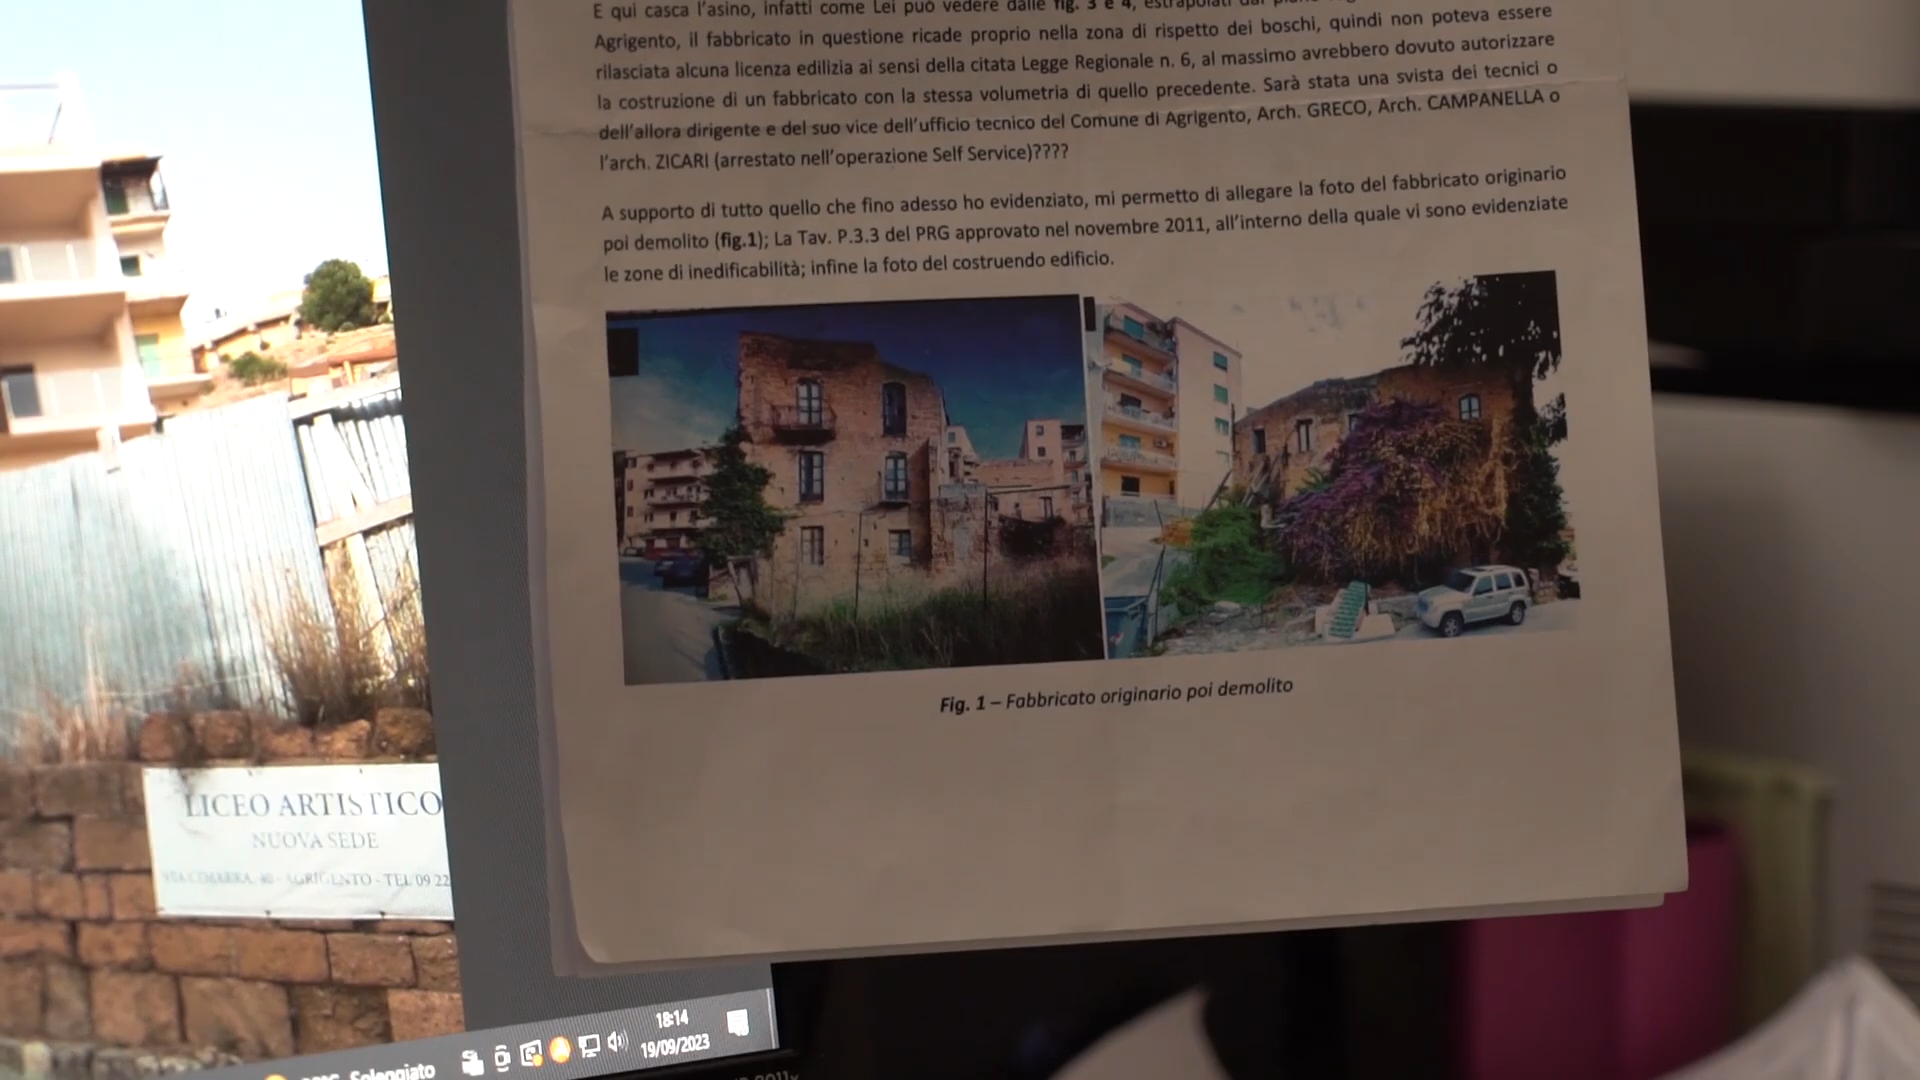 E qui casca l'asino, infatti come Lei può vedere dalle fig. 3 e 4, estrapolati
Agrigento, il fabbricato in questione ricade proprio nella zona di rispetto dei boschi, quindi non poteva essere
rilasciata alcuna licenza edilizia ai sensi della citata Legge Regionale n. 6, al massimo avrebbero dovuto autorizzare
la costruzione di un fabbricato con la stessa volumetria di quello precedente. Sarà stata una svista dei tecnici o
dell'allora dirigente e del suo vice dell'ufficio tecnico del Comune di Agrigento, Arch. GRECO, Arch. CAMPANELLA o
l'arch. ZICARI (arrestato nell'operazione Self Service)????
A supporto di tutto quello che fino adesso ho evidenziato, mi permetto di allegare la foto del fabbricato originario
poi demolito (fig.1); La Tav. P.3.3 del PRG approvato nel novembre 2011, all'interno della quale vi sono evidenziate
le zone di inedificabilità; infine la foto del costruendo edificio.
Fig. 1 – Fabbricato originario poi demolito
LICEO ARTISTICO
NUOVA SEDE
AGRIGENTO - TEL 09 22
Soleggiato
18:14
19/09/2023